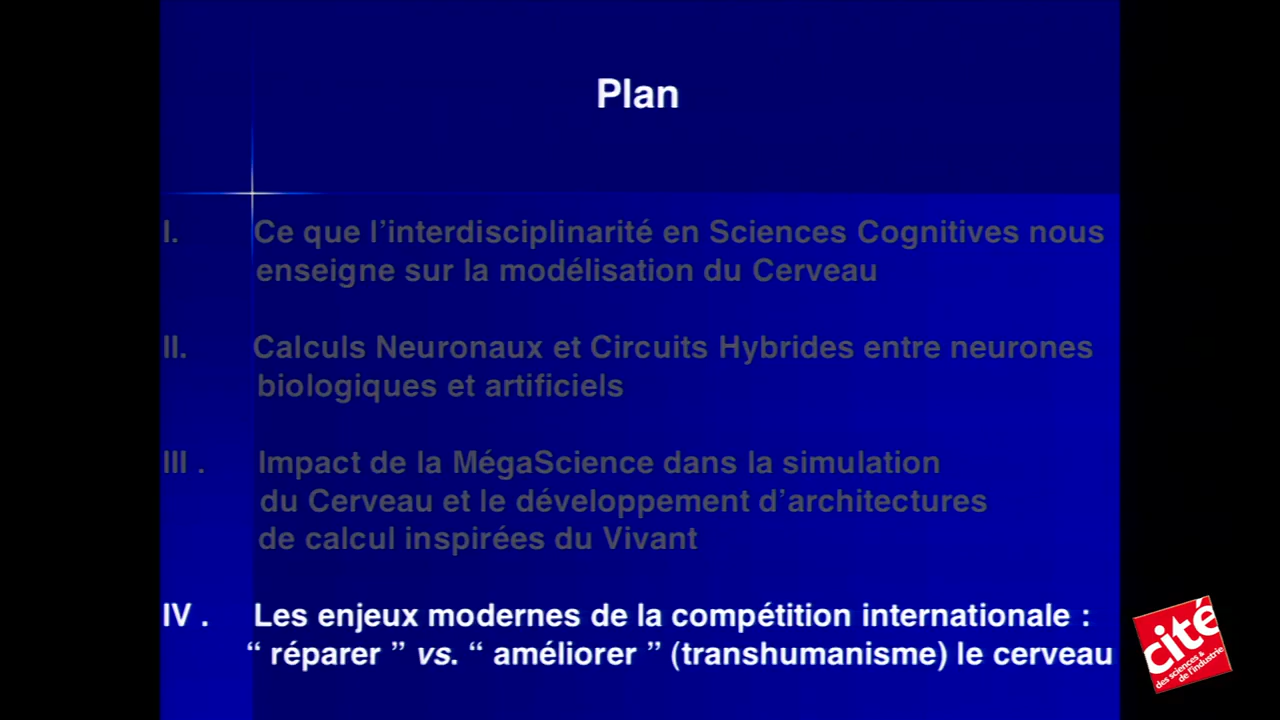 Plan
I. Ce que l’interdisciplinarité en Sciences Cognitives nous
enseigne sur la modélisation du Cerveau
II. Calculs Neuronaux et Circuits Hybrides entre neurones
biologiques et artificiels
III . Impact de la MégaScience dans la simulation
du Cerveau et le développement d’architectures
de calcul inspirées du Vivant
IV . Les enjeux modernes de la compétition internationale :
“ réparer ” vs. “ améliorer ” (transhumanisme) le cerveau
cité
des sciences &
de l'industrie